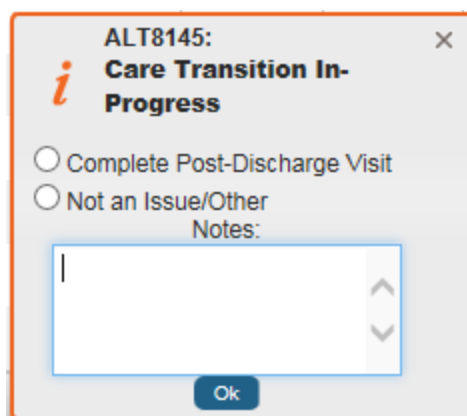 ALT8145:
Care Transition In-
Progress
Complete Post-Discharge Visit
Not an Issue/Other
Notes:
Ok